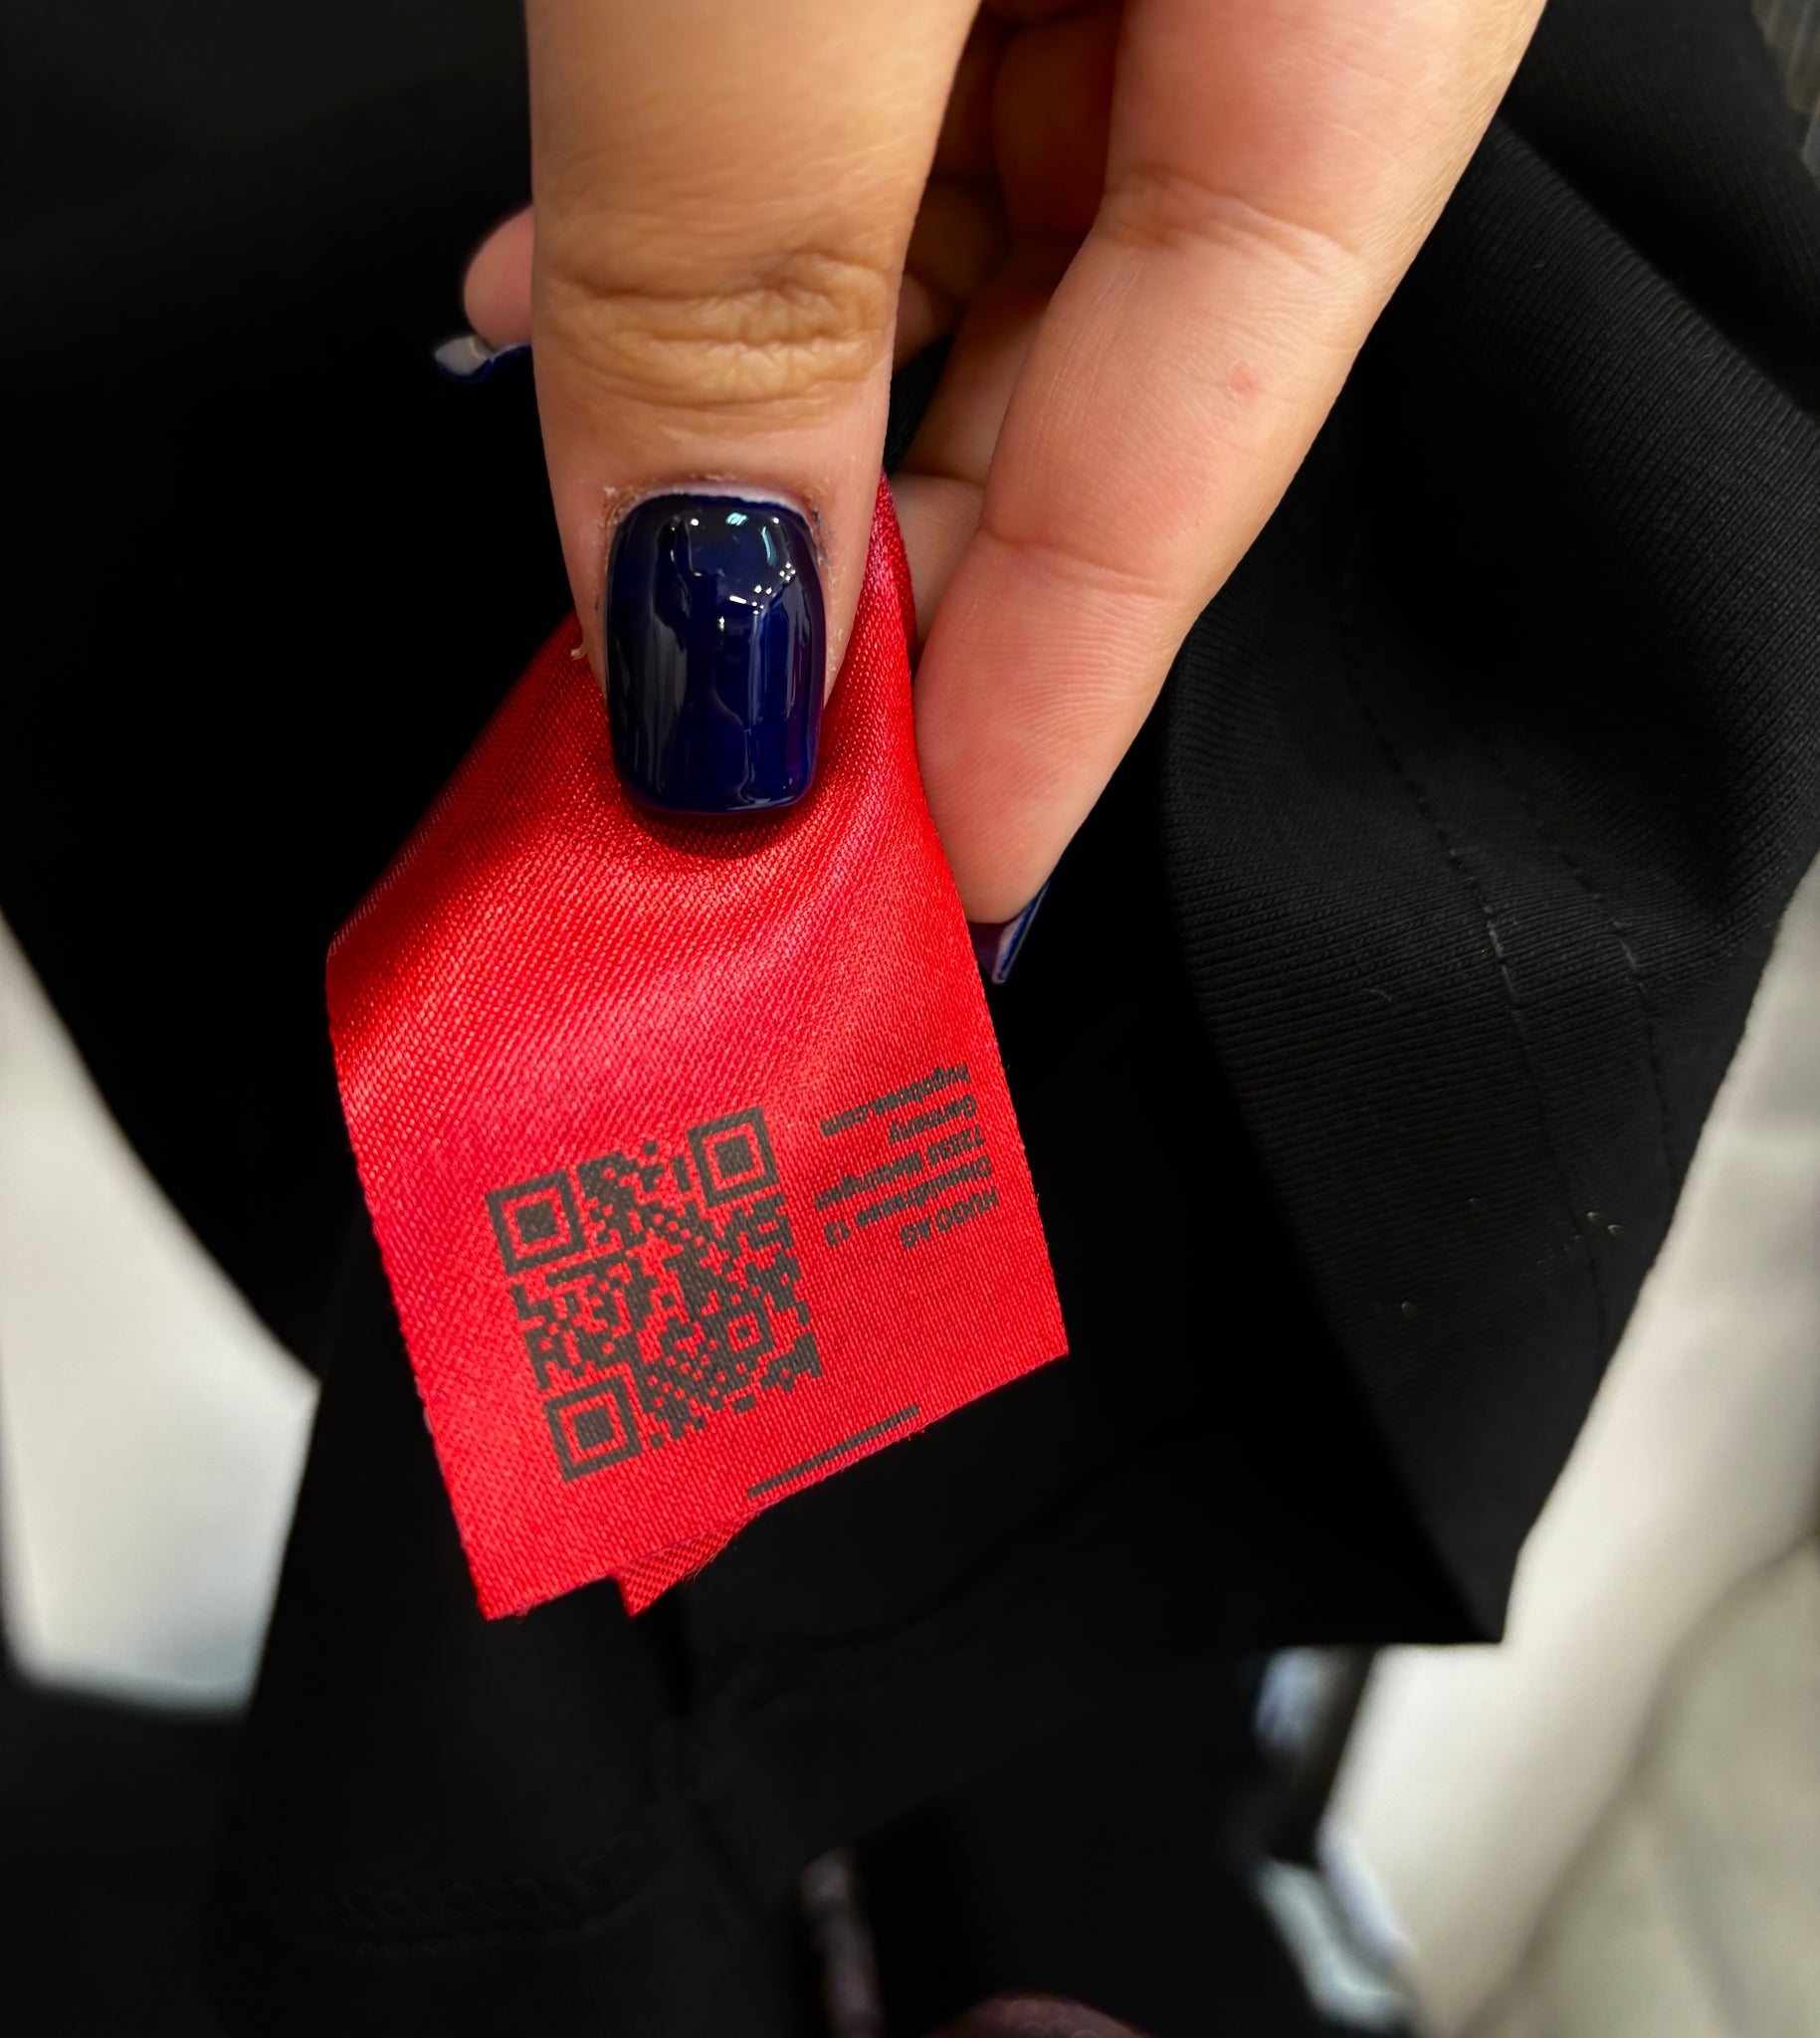 HUGO AG
Dieselstrasse 12
72555 Metzingen
Germany
hugoboss.com